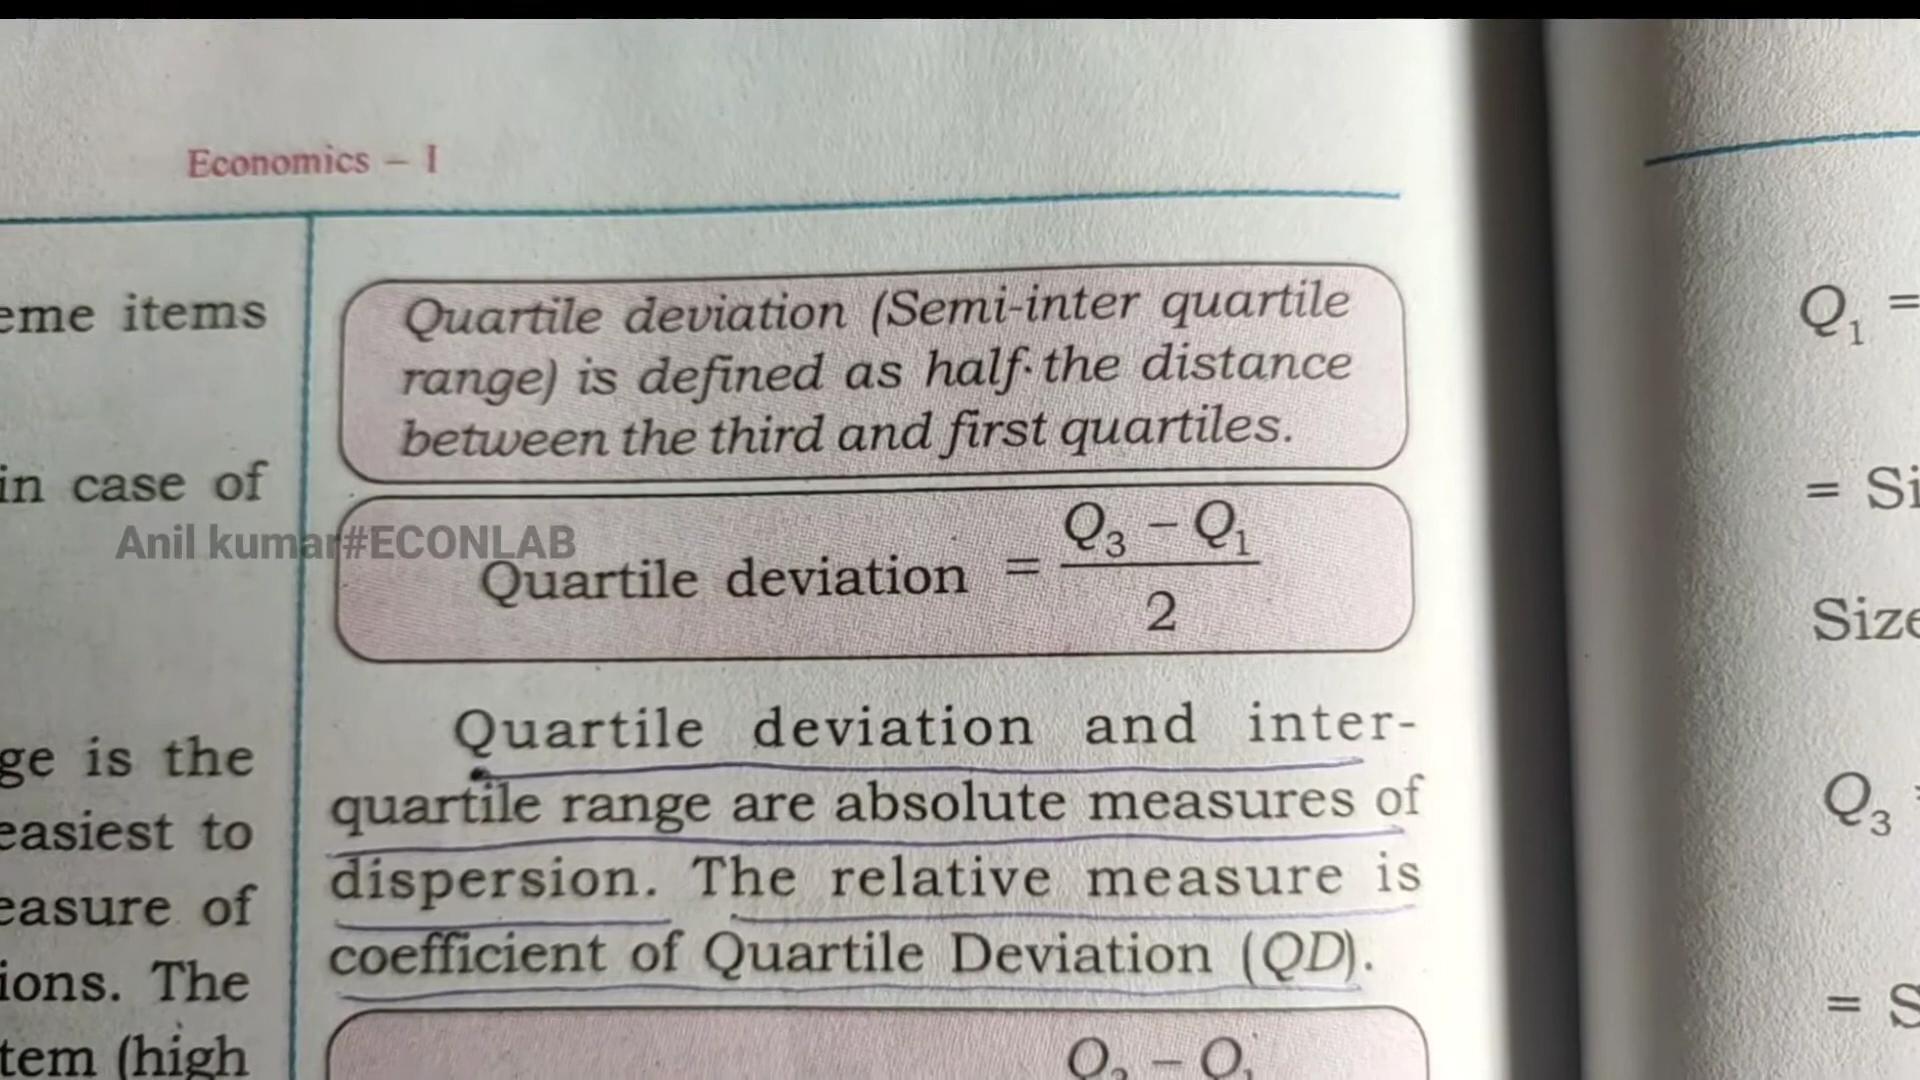 Economics – I
items
in case of
ge is the
easiest to
easure of
ions. The
tem (high
Quartile deviation (Semi-inter quartile
range) is defined as half the distance
between the third and first quartiles.
Anil kumar#ECONLAB
Quartile deviation = Q₃ – Q₁
2
Quartile deviation and inter-
quartile range are absolute measures of
dispersion. The relative measure is
coefficient of Quartile Deviation (QD).
Q₃ – Q₁
Q₁ =
= Si
Size
Q₃
= S